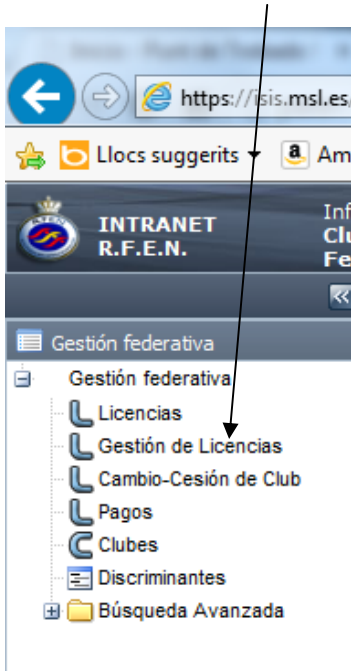 https://isis.msl.es
Llocs suggerits
Am
INTRANET
R.F.E.N.
Inf
Clu
Fe
Gestión federativa
Gestión federativa
Licencias
Gestión de Licencias
Cambio-Cesión de Club
Pagos
Clubes
Discriminantes
Búsqueda Avanzada